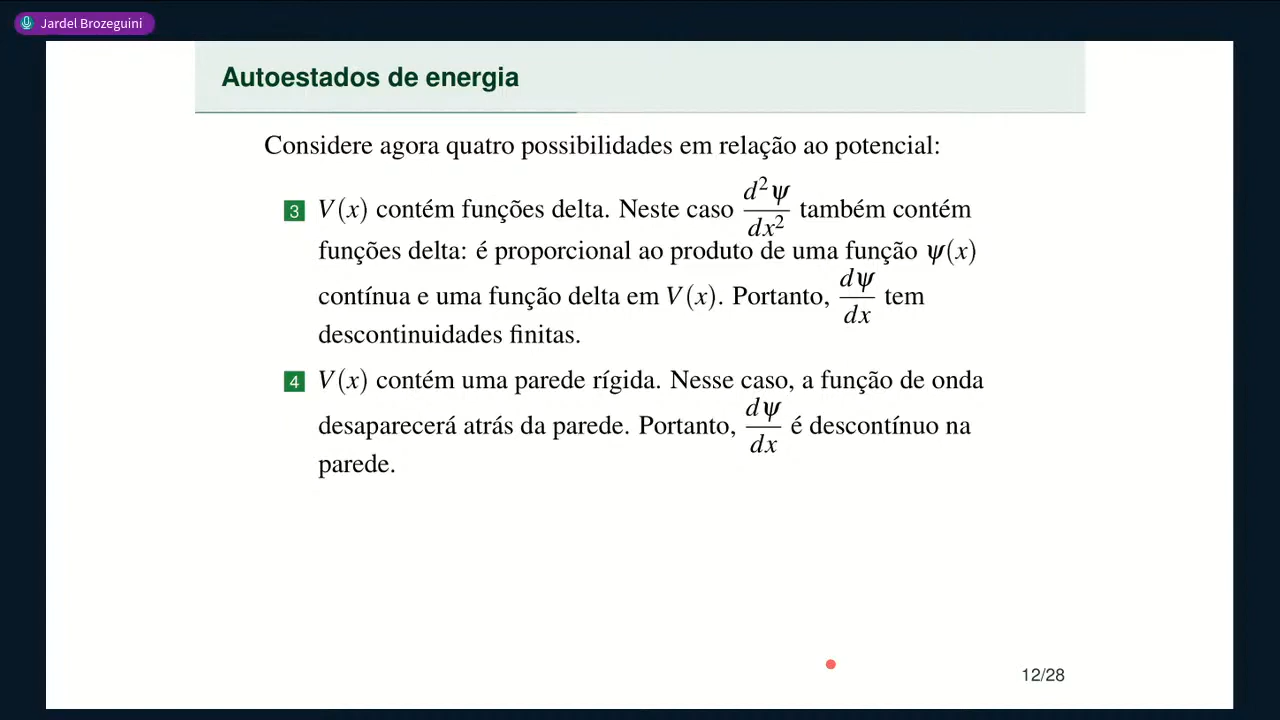 Jardel Brozeguini
Autoestados de energia
Considere agora quatro possibilidades em relação ao potencial:
3 V(x) contém funções delta. Neste caso d²ψ/dx² também contém
funções delta: é proporcional ao produto de uma função ψ(x)
contínua e uma função delta em V(x). Portanto, dψ/dx tem
descontinuidades finitas.
4 V(x) contém uma parede rígida. Nesse caso, a função de onda
desaparecerá atrás da parede. Portanto, dψ/dx é descontínuo na
parede.
12/28